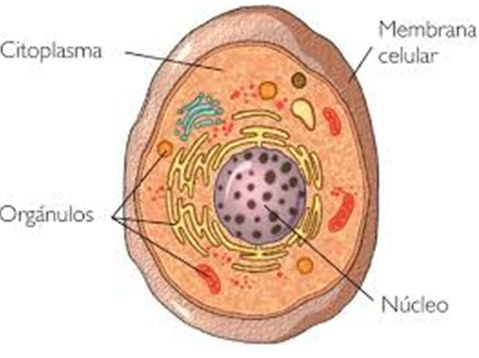 Citoplasma
Membrana
celular
Orgánulos
Núcleo